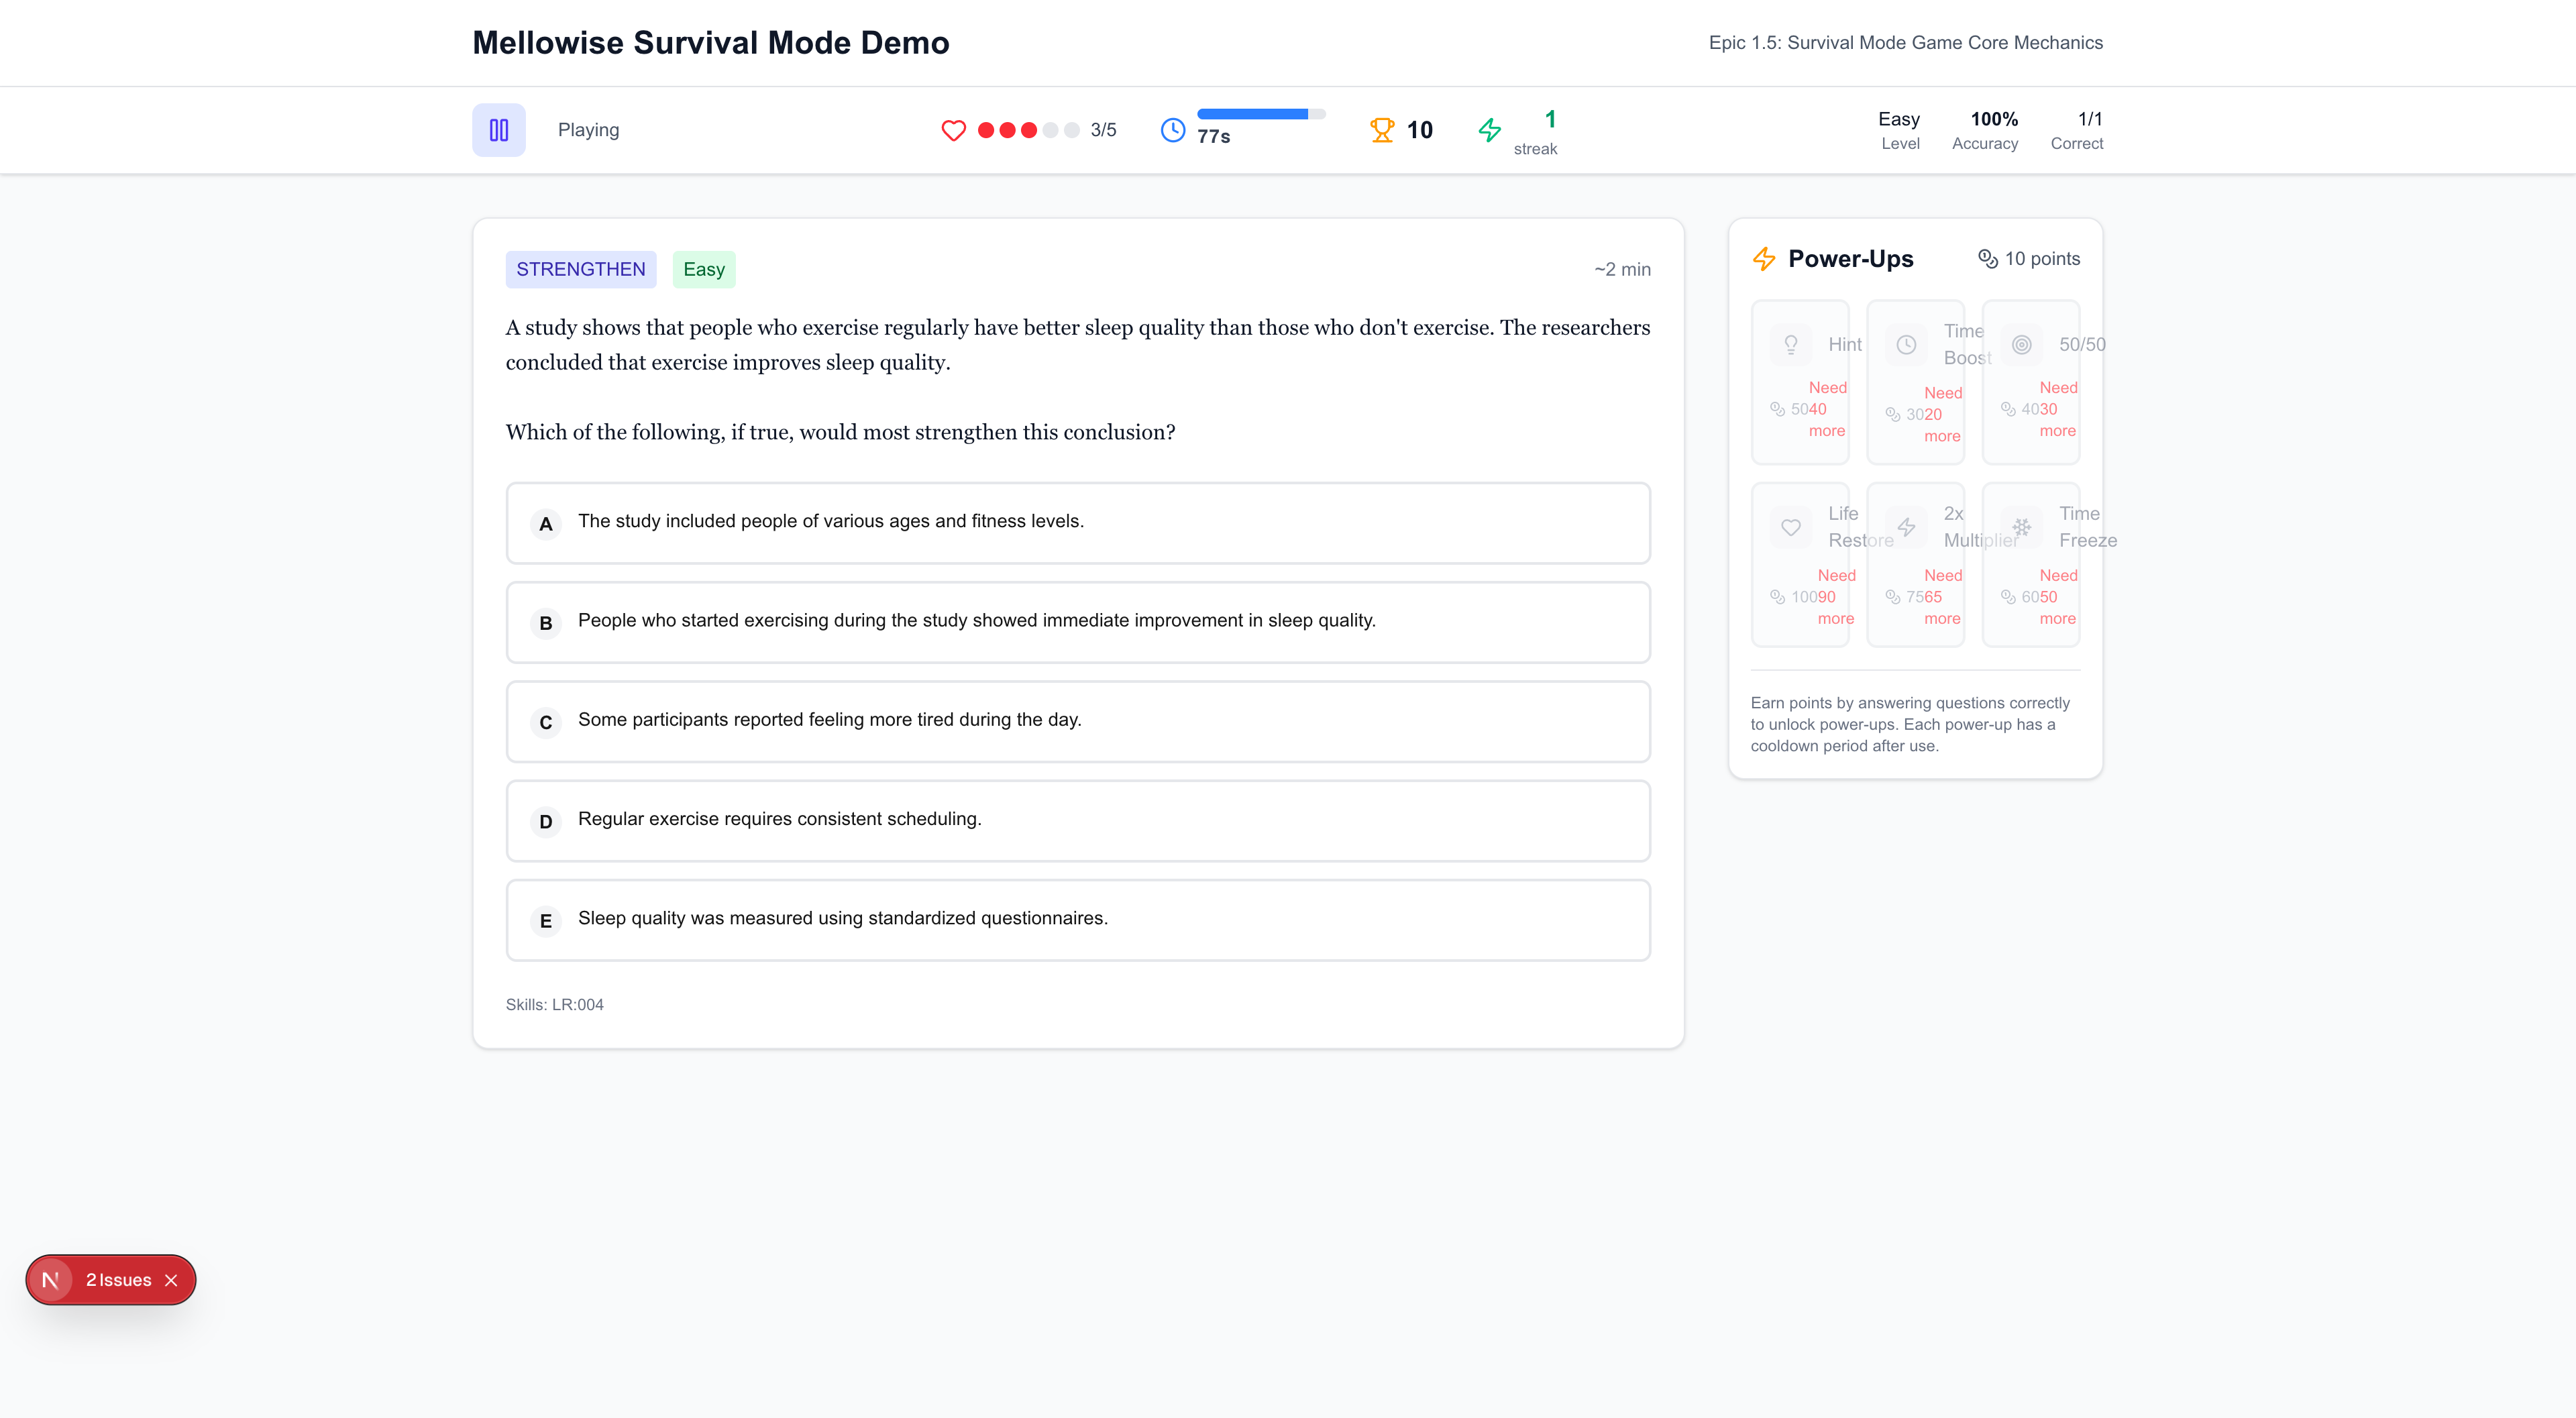 Mellowise Survival Mode Demo
Epic 1.5: Survival Mode Game Core Mechanics
Playing
3/5
77s
10
1
streak
Easy
Level
100%
Accuracy
1/1
Correct
STRENGTHEN
Easy
~2 min
A study shows that people who exercise regularly have better sleep quality than those who don't exercise. The researchers
concluded that exercise improves sleep quality.
Which of the following, if true, would most strengthen this conclusion?
A The study included people of various ages and fitness levels.
B People who started exercising during the study showed immediate improvement in sleep quality.
C Some participants reported feeling more tired during the day.
D Regular exercise requires consistent scheduling.
E Sleep quality was measured using standardized questionnaires.
Skills: LR:004
Power-Ups
10 points
Hint
50
Need
40
more
Time
Boost
30
Need
20
more
50/50
40
Need
30
more
Life
Restore
100
Need
90
more
2x
Multiplier
75
Need
65
more
Time
Freeze
60
Need
50
more
Earn points by answering questions correctly
to unlock power-ups. Each power-up has a
cooldown period after use.
N
2 Issues